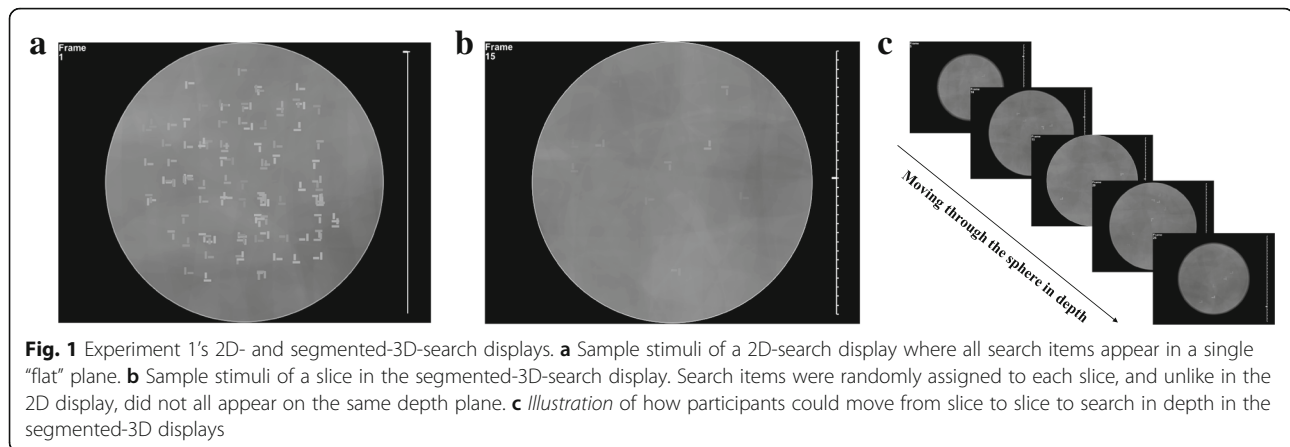 a
Frame
1
b
Frame
15
c
Moving through the sphere in depth
Fig. 1 Experiment 1's 2D- and segmented-3D-search displays. a Sample stimuli of a 2D-search display where all search items appear in a single
"flat" plane. b Sample stimuli of a slice in the segmented-3D-search display. Search items were randomly assigned to each slice, and unlike in the
2D display, did not all appear on the same depth plane. c Illustration of how participants could move from slice to slice to search in depth in the
segmented-3D displays